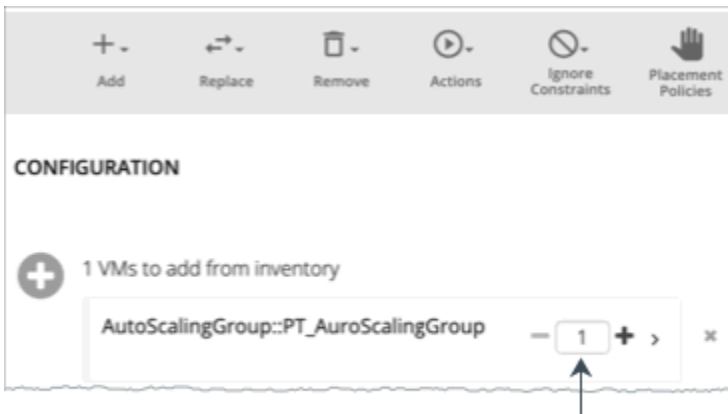 Add
Replace
Remove
Actions
Ignore
Constraints
Placement
Policies
CONFIGURATION
1 VMs to add from inventory
AutoScalingGroup::PT_AuroScalingGroup
1